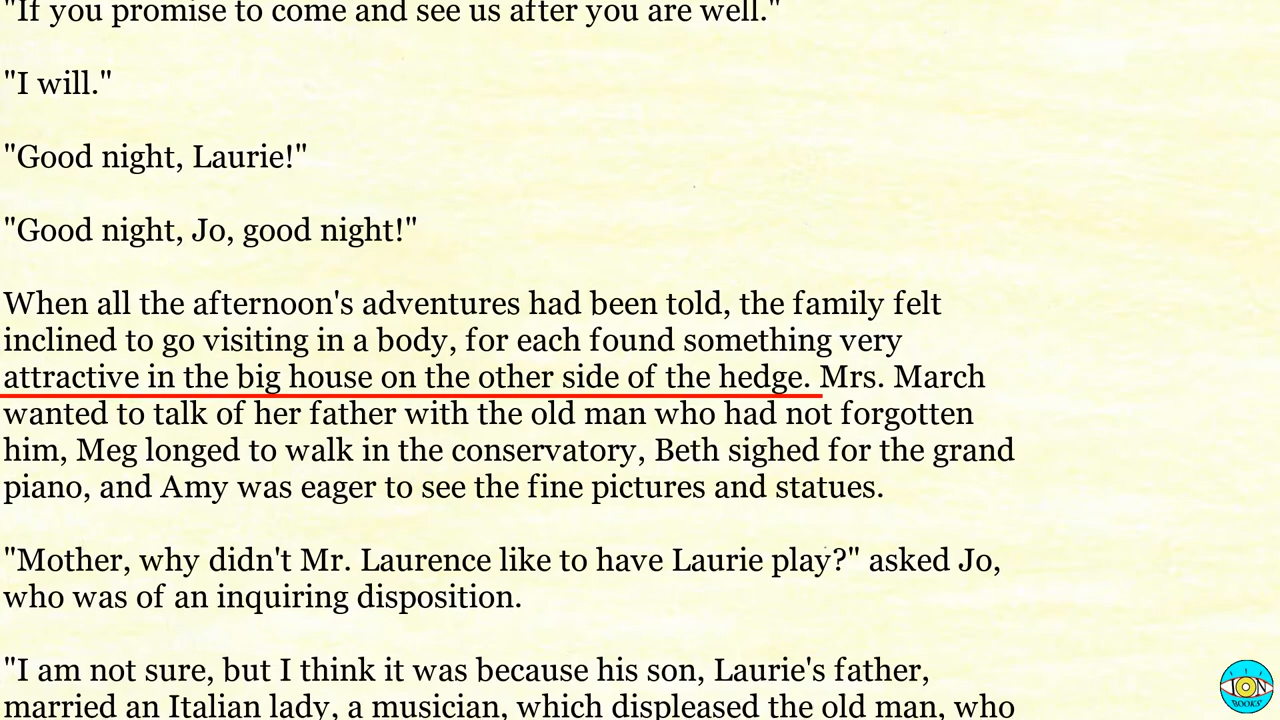 "If you promise to come and see us after you are well."
"I will."
"Good night, Laurie!"
"Good night, Jo, good night!"
When all the afternoon's adventures had been told, the family felt
inclined to go visiting in a body, for each found something very
attractive in the big house on the other side of the hedge. Mrs. March
wanted to talk of her father with the old man who had not forgotten
him, Meg longed to walk in the conservatory, Beth sighed for the grand
piano, and Amy was eager to see the fine pictures and statues.
"Mother, why didn't Mr. Laurence like to have Laurie play?" asked Jo,
who was of an inquiring disposition.
"I am not sure, but I think it was because his son, Laurie's father,
married an Italian lady, a musician, which displeased the old man, who
ION
BOOKS